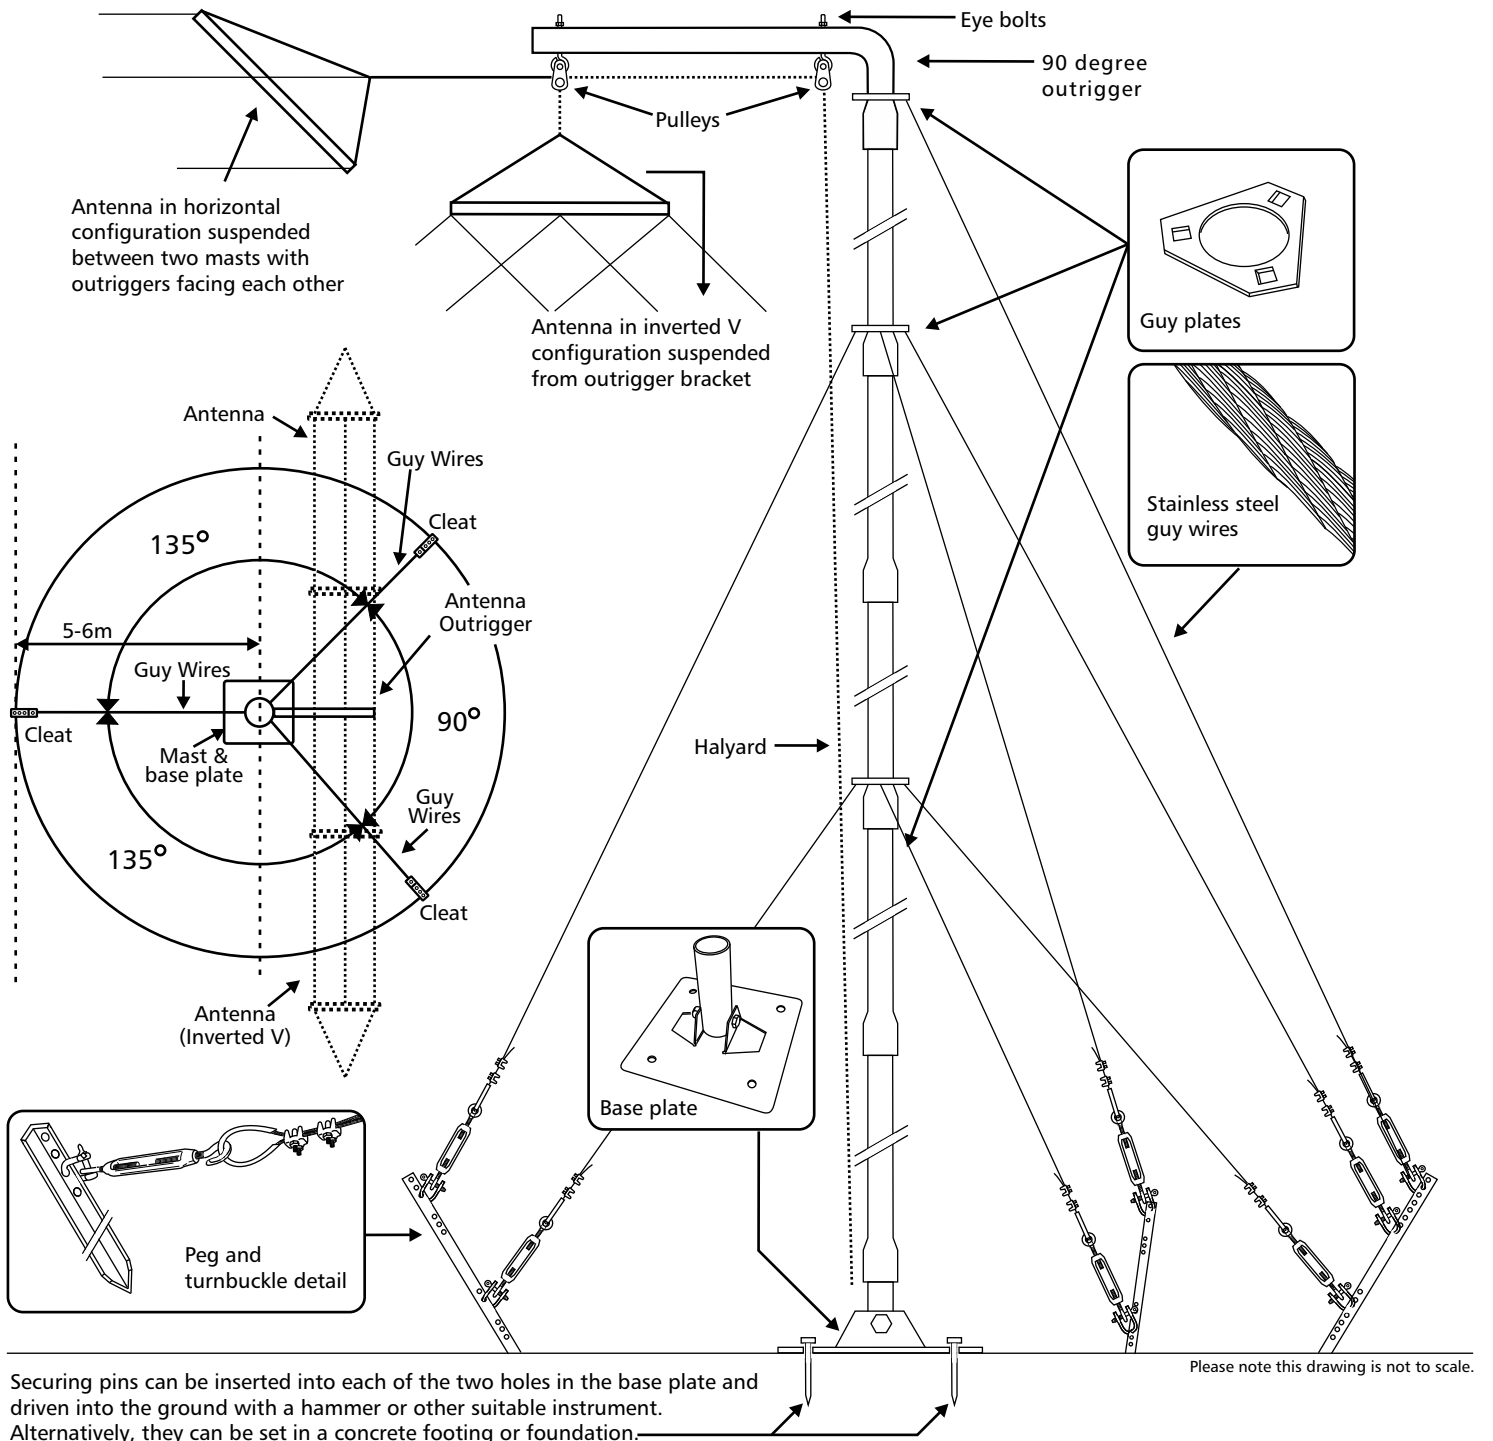 Eye bolts
90 degree
outrigger
Pulleys
Antenna in horizontal
configuration suspended
between two masts with
outriggers facing each other
Antenna in inverted V
configuration suspended
from outrigger bracket
Guy plates
Stainless steel
guy wires
Antenna
Guy Wires
Cleat
135°
Antenna
Outrigger
5-6m
Guy Wires
90°
Cleat
Mast &
base plate
Halyard
Guy
Wires
135°
Cleat
Antenna
(Inverted V)
Base plate
Peg and
turnbuckle detail
Please note this drawing is not to scale.
Securing pins can be inserted into each of the two holes in the base plate and
driven into the ground with a hammer or other suitable instrument.
Alternatively, they can be set in a concrete footing or foundation.